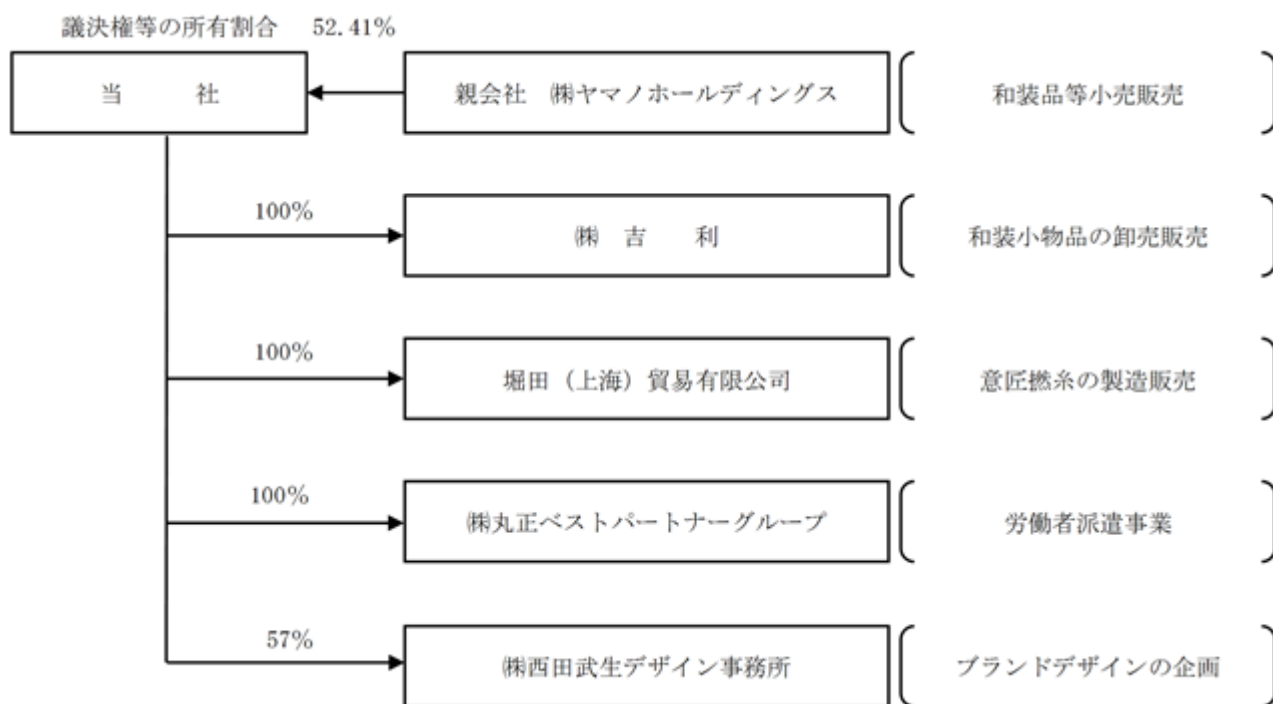 議決権等の所有割合 52.41%
当 社 親会社 ㈱ヤマノホールディングス 和装品等小売販売
100%
㈱ 吉 利 和装小物品の卸売販売
100%
堀田（上海）貿易有限公司 意匠撚糸の製造販売
100%
㈱丸正ベストパートナーグループ 労働者派遣事業
57%
㈱西田武生デザイン事務所 ブランドデザインの企画